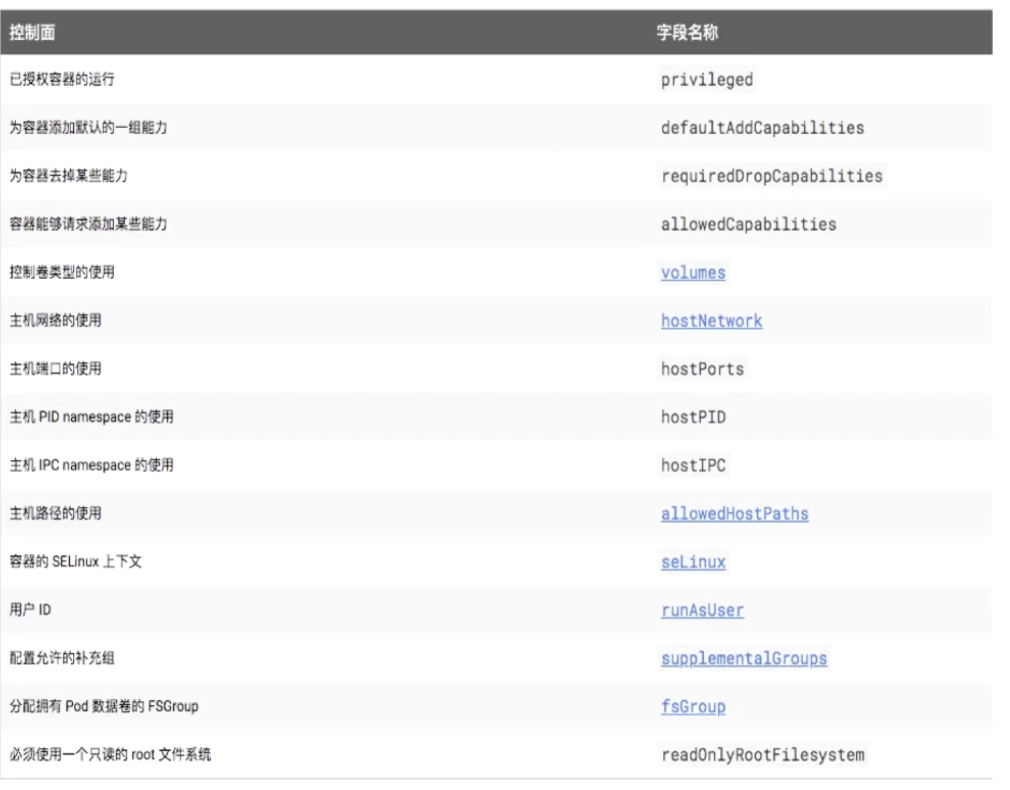 控制面 字段名称
已授权容器的运行 privileged
为容器添加默认的一组能力 defaultAddCapabilities
为容器去掉某些能力 requiredDropCapabilities
容器能够请求添加某些能力 allowedCapabilities
控制卷类型的使用 volumes
主机网络的使用 hostNetwork
主机端口的使用 hostPorts
主机 PID namespace 的使用 hostPID
主机 IPC namespace 的使用 hostIPC
主机路径的使用 allowedHostPaths
容器的 SELinux 上下文 seLinux
用户 ID runAsUser
配置允许的补充组 supplementalGroups
分配拥有 Pod 数据卷的 FSGroup fsGroup
必须使用一个只读的 root 文件系统 readOnlyRootFilesystem